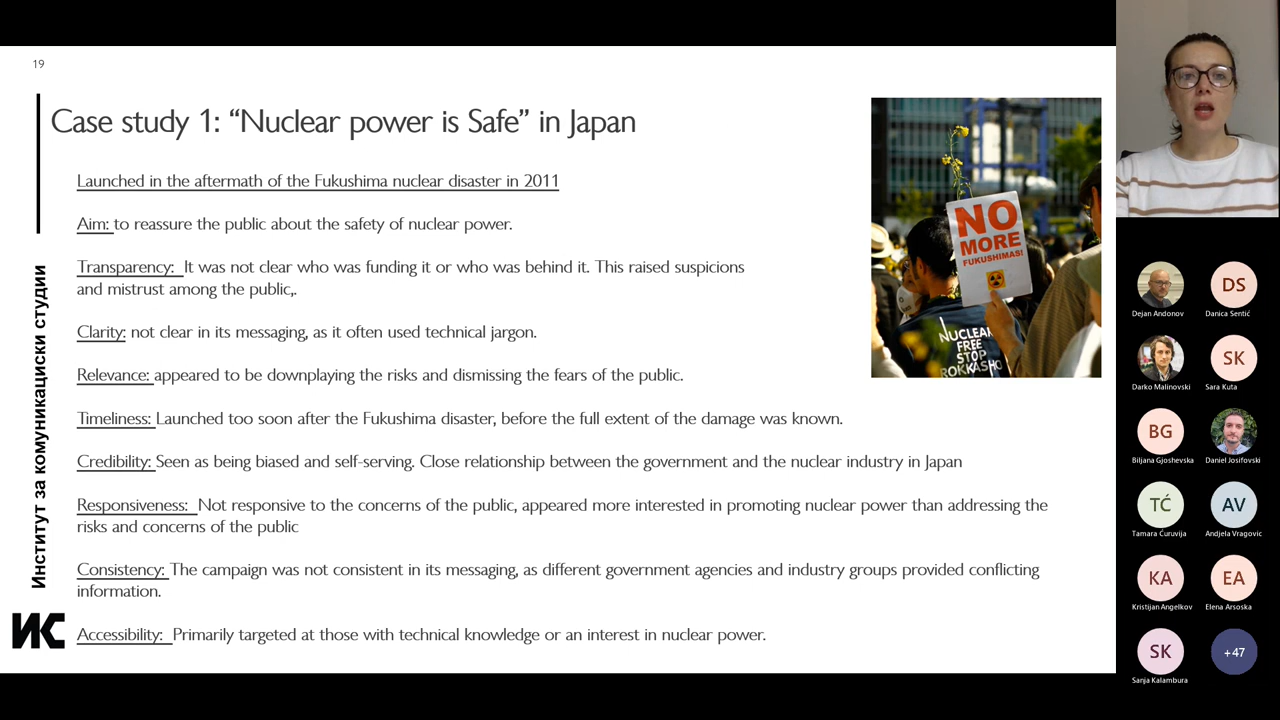 19
Case study 1: “Nuclear power is Safe” in Japan
Launched in the aftermath of the Fukushima nuclear disaster in 2011
Aim: to reassure the public about the safety of nuclear power.
Transparency: It was not clear who was funding it or who was behind it. This raised suspicions
and mistrust among the public,.
Clarity: not clear in its messaging, as it often used technical jargon.
Relevance: appeared to be downplaying the risks and dismissing the fears of the public.
Timeliness: Launched too soon after the Fukushima disaster, before the full extent of the damage was known.
Credibility: Seen as being biased and self-serving. Close relationship between the government and the nuclear industry in Japan
Responsiveness: Not responsive to the concerns of the public, appeared more interested in promoting nuclear power than addressing the
risks and concerns of the public
Consistency: The campaign was not consistent in its messaging, as different government agencies and industry groups provided conflicting
information.
Accessibility: Primarily targeted at those with technical knowledge or an interest in nuclear power.
Институт за комуникациски студии
ИС
NO
MORE
FUKUSHIMAS!
NUCLEAR
FREE
STOP
ROKKASHO
Dejan Andonov
DS
Danica Sentić
Darko Malinovski
SK
Sara Kuta
BG
Biljana Gjoshevska
Daniel Josifovski
TĆ
Tamara Ćuruvija
AV
Andjela Vragovic
KA
Kristijan Angelkov
EA
Elena Arsoska
SK
Sanja Kalambura
+47